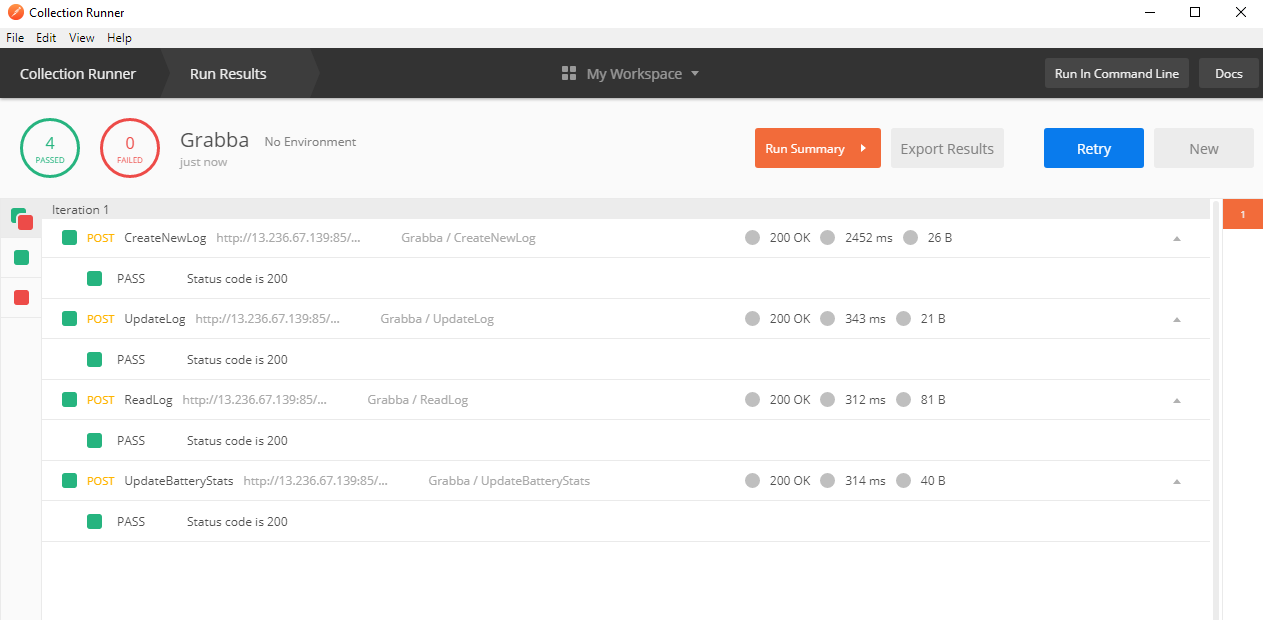 Collection Runner
File Edit View Help
Collection Runner Run Results My Workspace Run In Command Line Docs
4 PASSED 0 FAILED Grabba No Environment just now Run Summary Export Results Retry New
Iteration 1 1
POST CreateNewLog http://13.236.67.139:85/... Grabba / CreateNewLog 200 OK 2452 ms 26 B
PASS Status code is 200
POST UpdateLog http://13.236.67.139:85/... Grabba / UpdateLog 200 OK 343 ms 21 B
PASS Status code is 200
POST ReadLog http://13.236.67.139:85/... Grabba / ReadLog 200 OK 312 ms 81 B
PASS Status code is 200
POST UpdateBatteryStats http://13.236.67.139:85/... Grabba / UpdateBatteryStats 200 OK 314 ms 40 B
PASS Status code is 200